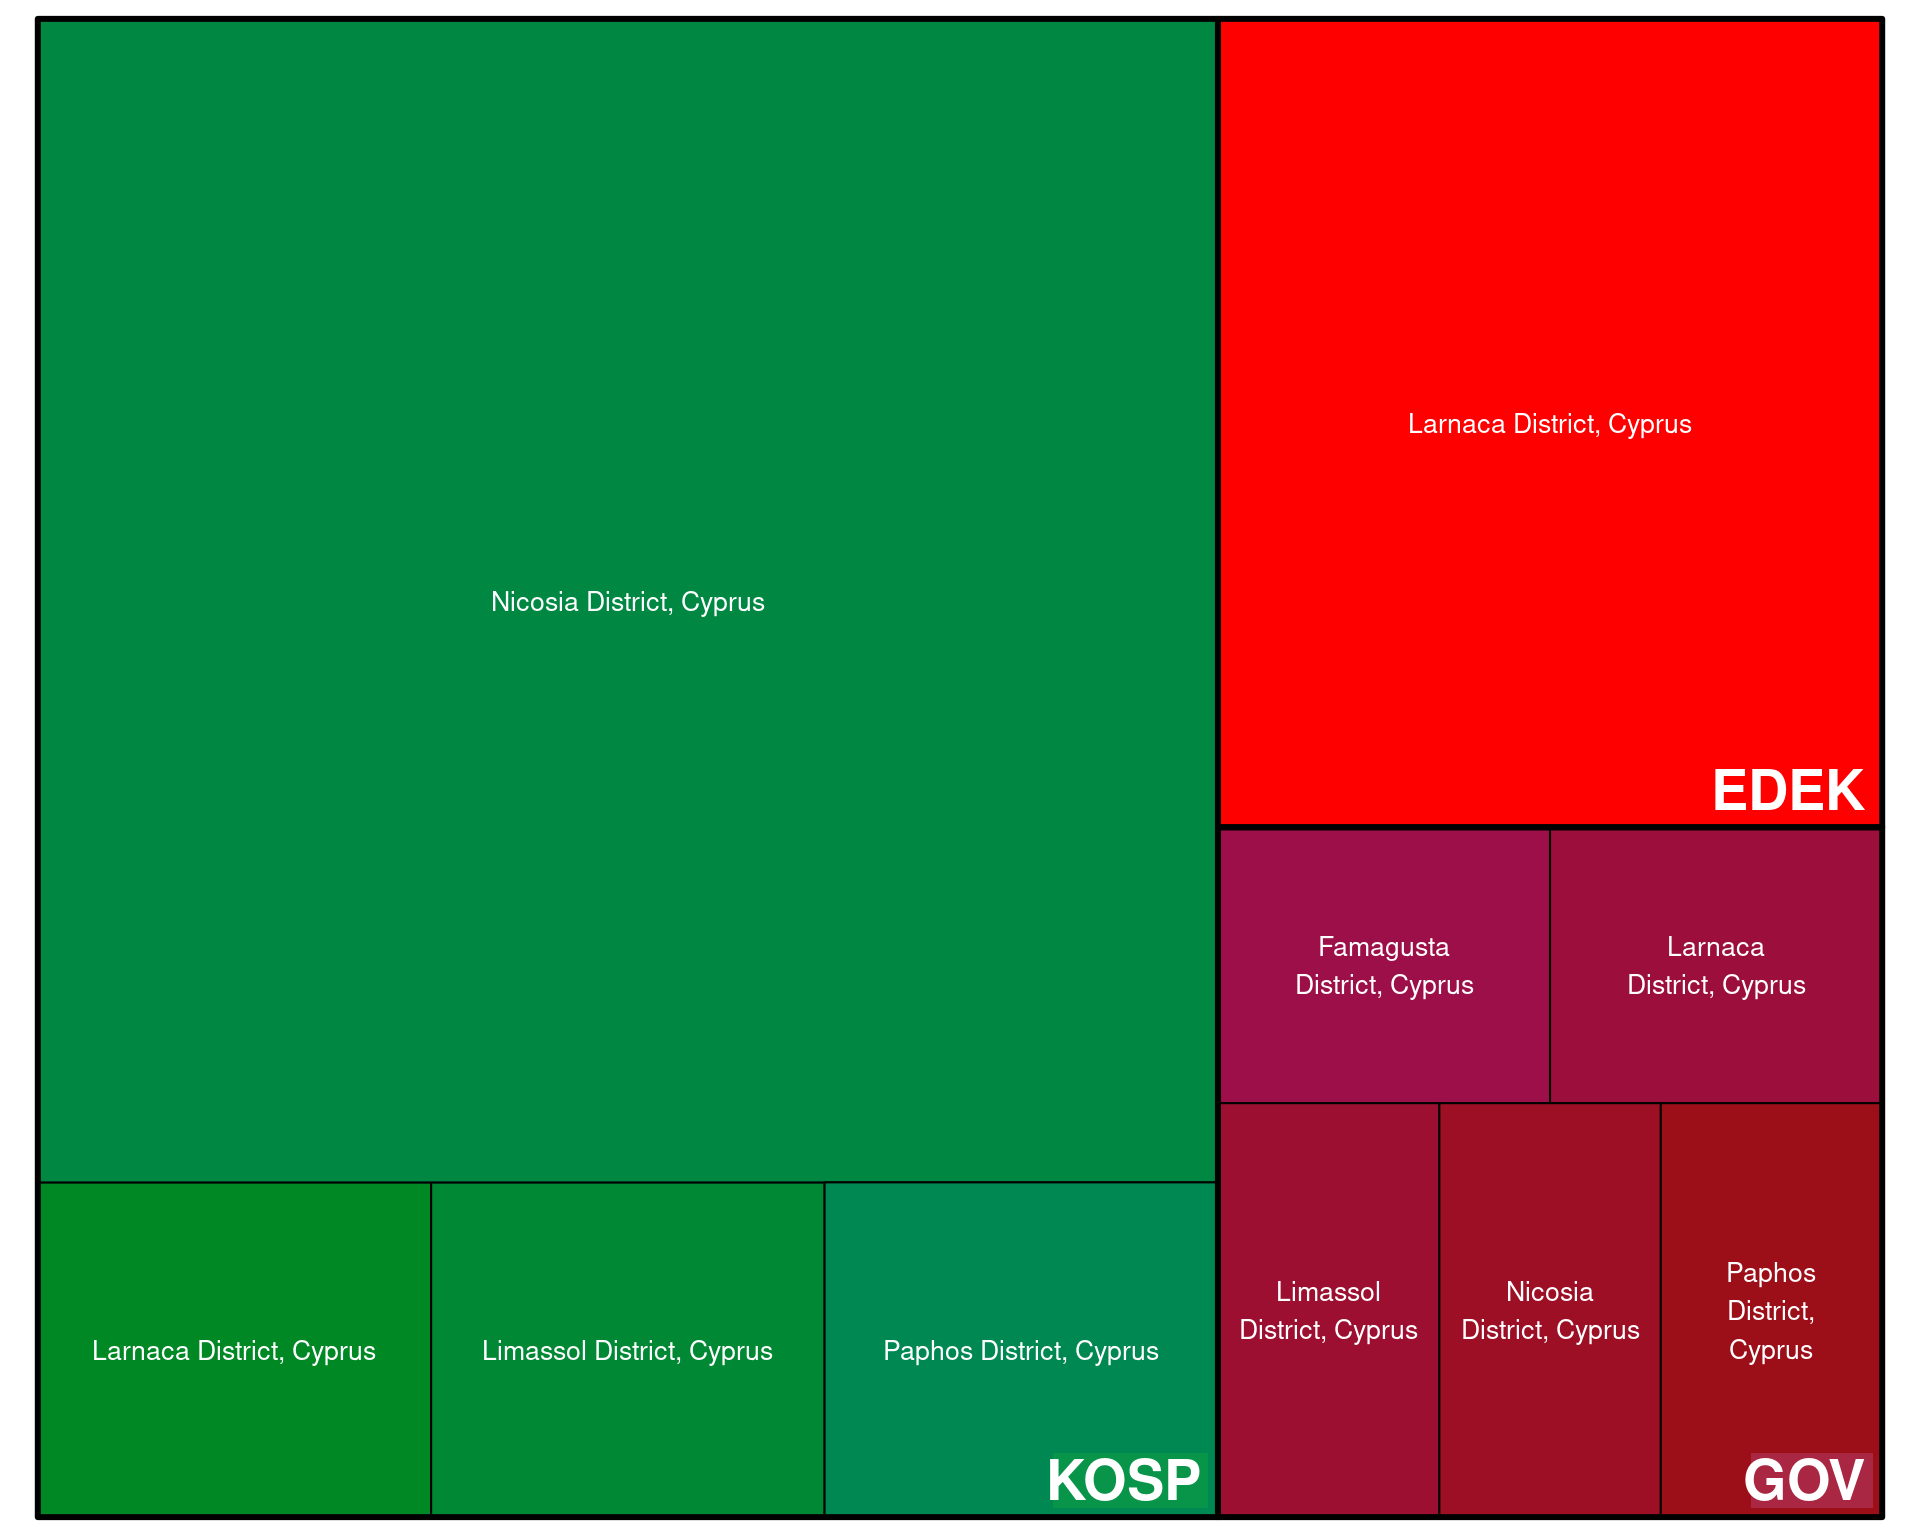 Nicosia District, Cyprus
Larnaca District, Cyprus
Limassol District, Cyprus
Paphos District, Cyprus
KOSP
Larnaca District, Cyprus
EDEK
Famagusta
District, Cyprus
Larnaca
District, Cyprus
Limassol
District, Cyprus
Nicosia
District, Cyprus
Paphos
District,
Cyprus
GOV